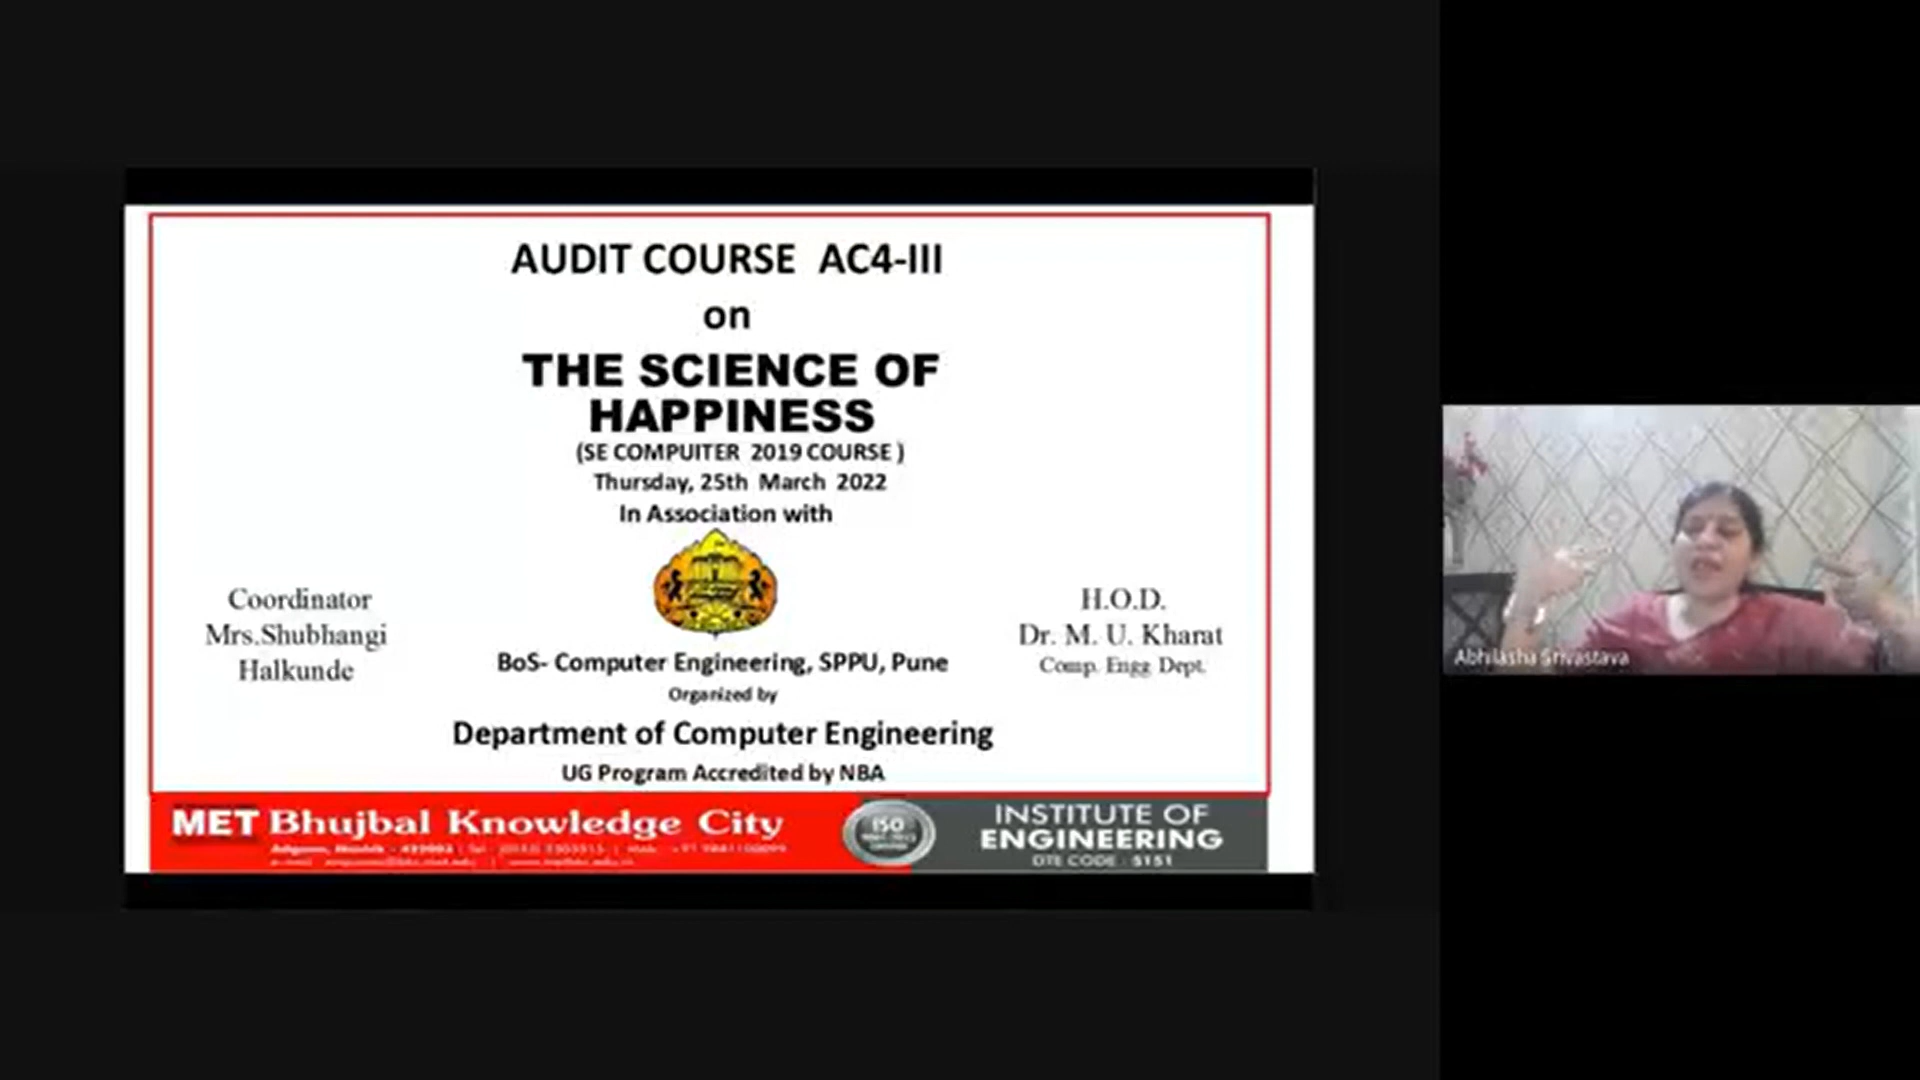 AUDIT COURSE AC4-III
on
THE SCIENCE OF
HAPPINESS
(SE COMPUITER 2019 COURSE )
Thursday, 25th March 2022
In Association with
Coordinator
Mrs.Shubhangi
Halkunde
H.O.D.
Dr. M. U. Kharat
Comp. Engg Dept.
BoS- Computer Engineering, SPPU, Pune
Organized by
Department of Computer Engineering
UG Program Accredited by NBA
MET Bhujbal Knowledge City
ISO
INSTITUTE OF
ENGINEERING
DTE CODE : 5151
Abhilasha Srivastava